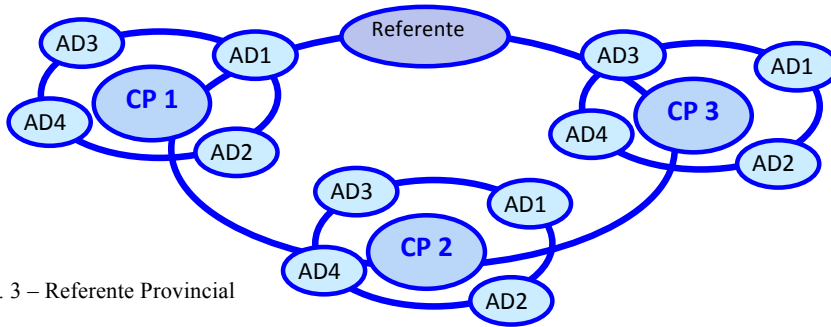 Referente
AD3
AD1
CP 1
AD4
AD2
AD3
AD1
CP 3
AD4
AD2
AD3
AD1
CP 2
AD4
AD2
. 3 – Referente Provincial